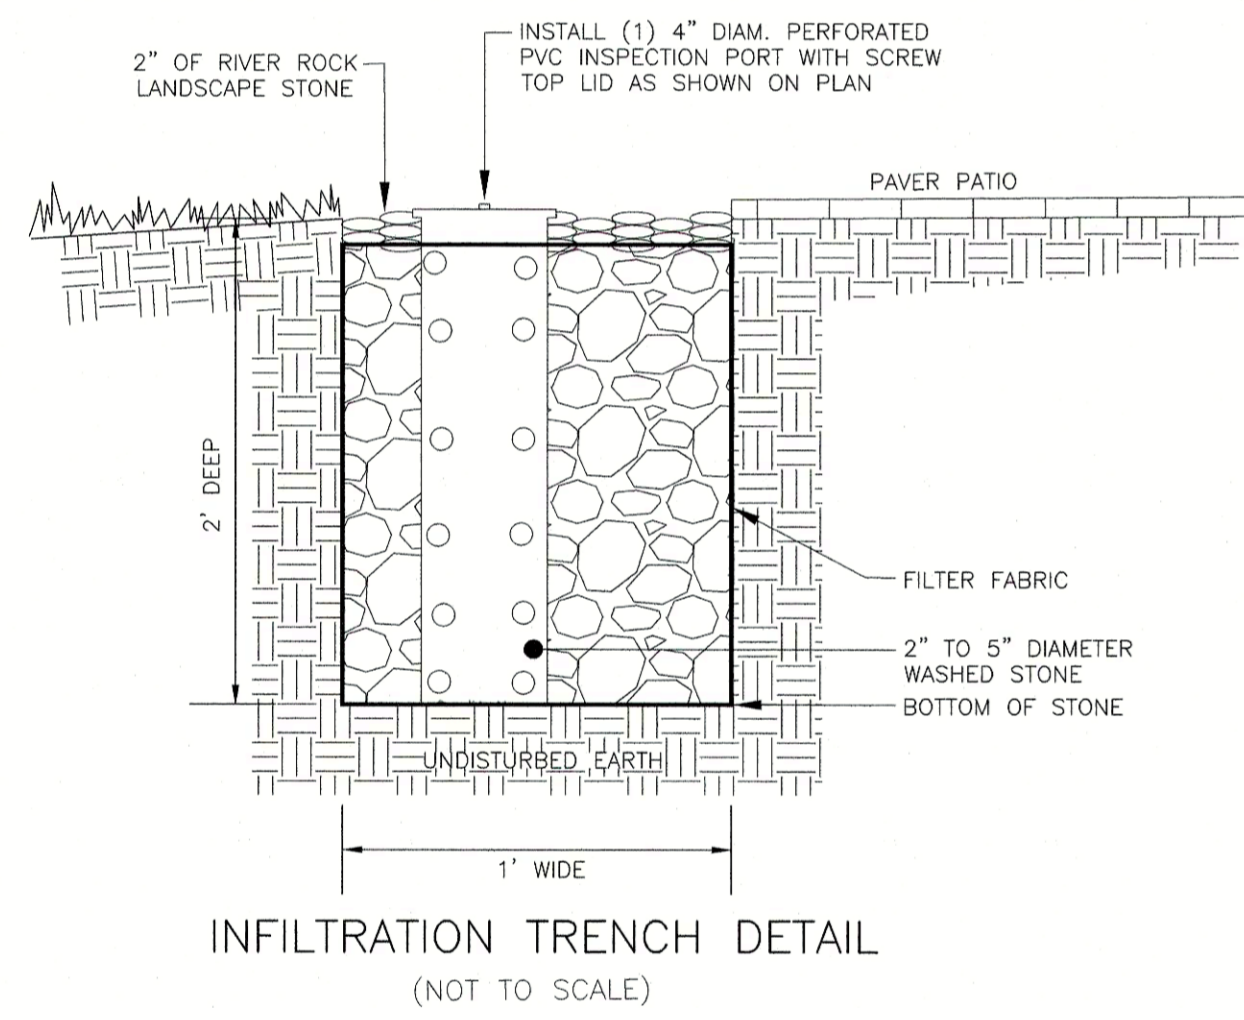 INSTALL (1) 4" DIAM. PERFORATED
PVC INSPECTION PORT WITH SCREW
TOP LID AS SHOWN ON PLAN
2" OF RIVER ROCK
LANDSCAPE STONE
PAVER PATIO
2' DEEP
FILTER FABRIC
2" TO 5" DIAMETER
WASHED STONE
BOTTOM OF STONE
UNDISTURBED EARTH
1' WIDE
INFILTRATION TRENCH DETAIL
(NOT TO SCALE)